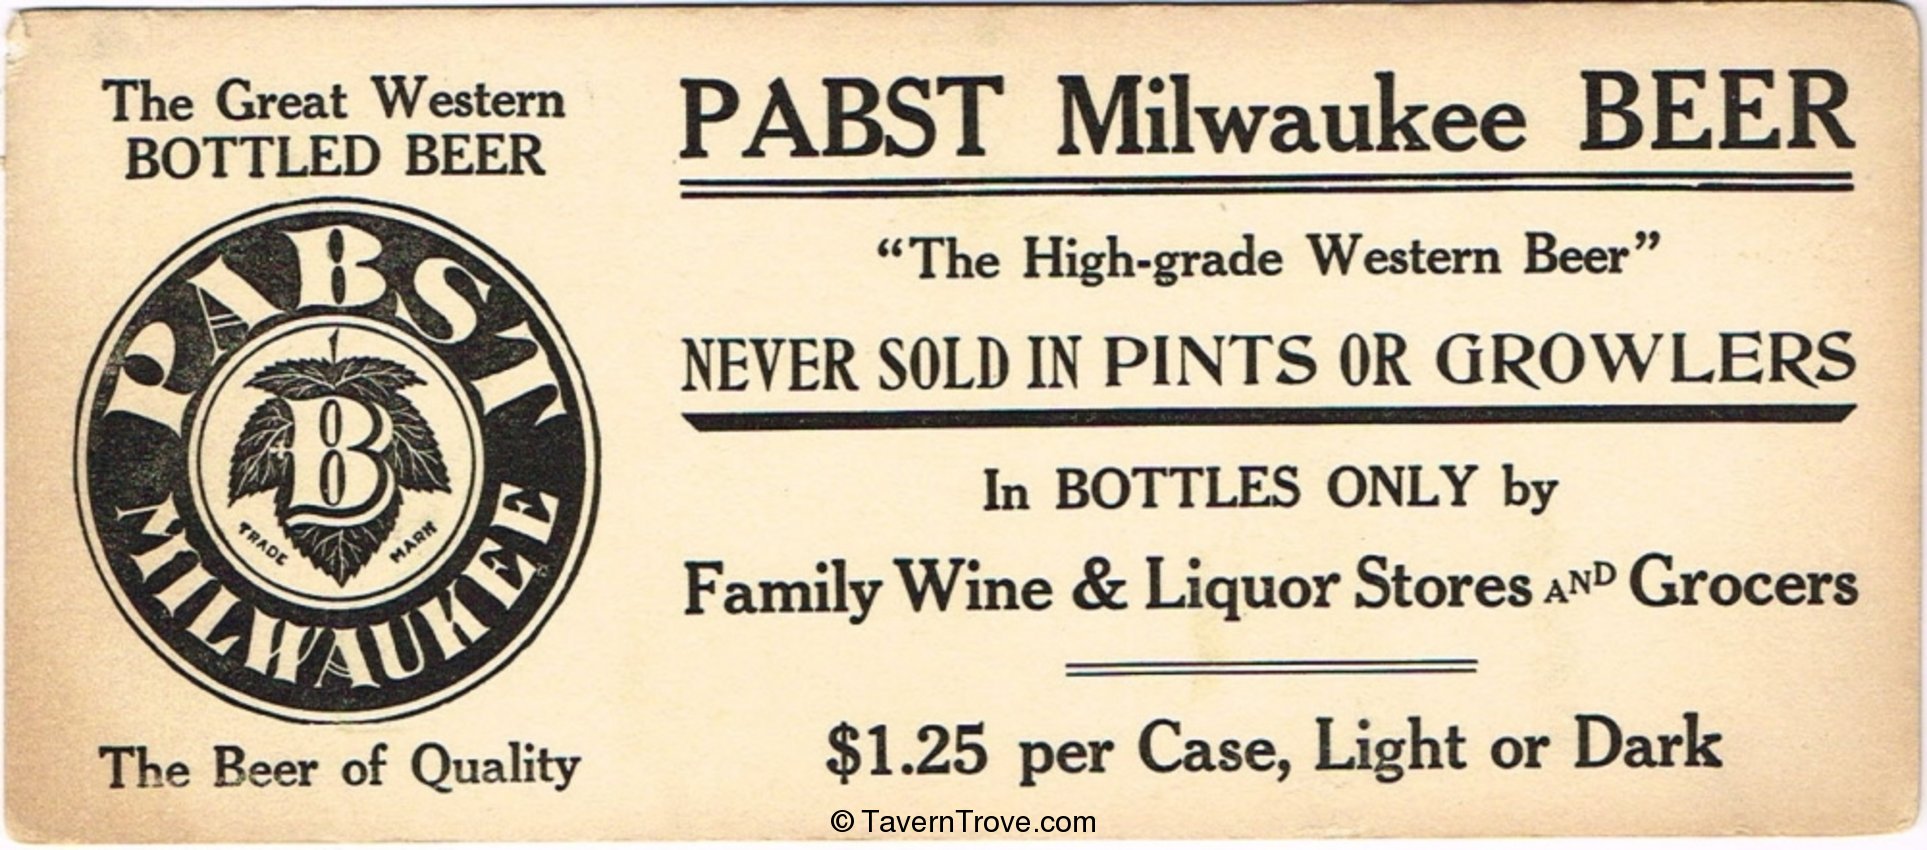 The Great Western
BOTTLED BEER
PABST
B
TRADE MARK
MILWAUKEE
The Beer of Quality
PABST Milwaukee BEER
“The High-grade Western Beer”
NEVER SOLD IN PINTS OR GROWLERS
In BOTTLES ONLY by
Family Wine & Liquor Stores AND Grocers
$1.25 per Case, Light or Dark
© TavernTrove.com